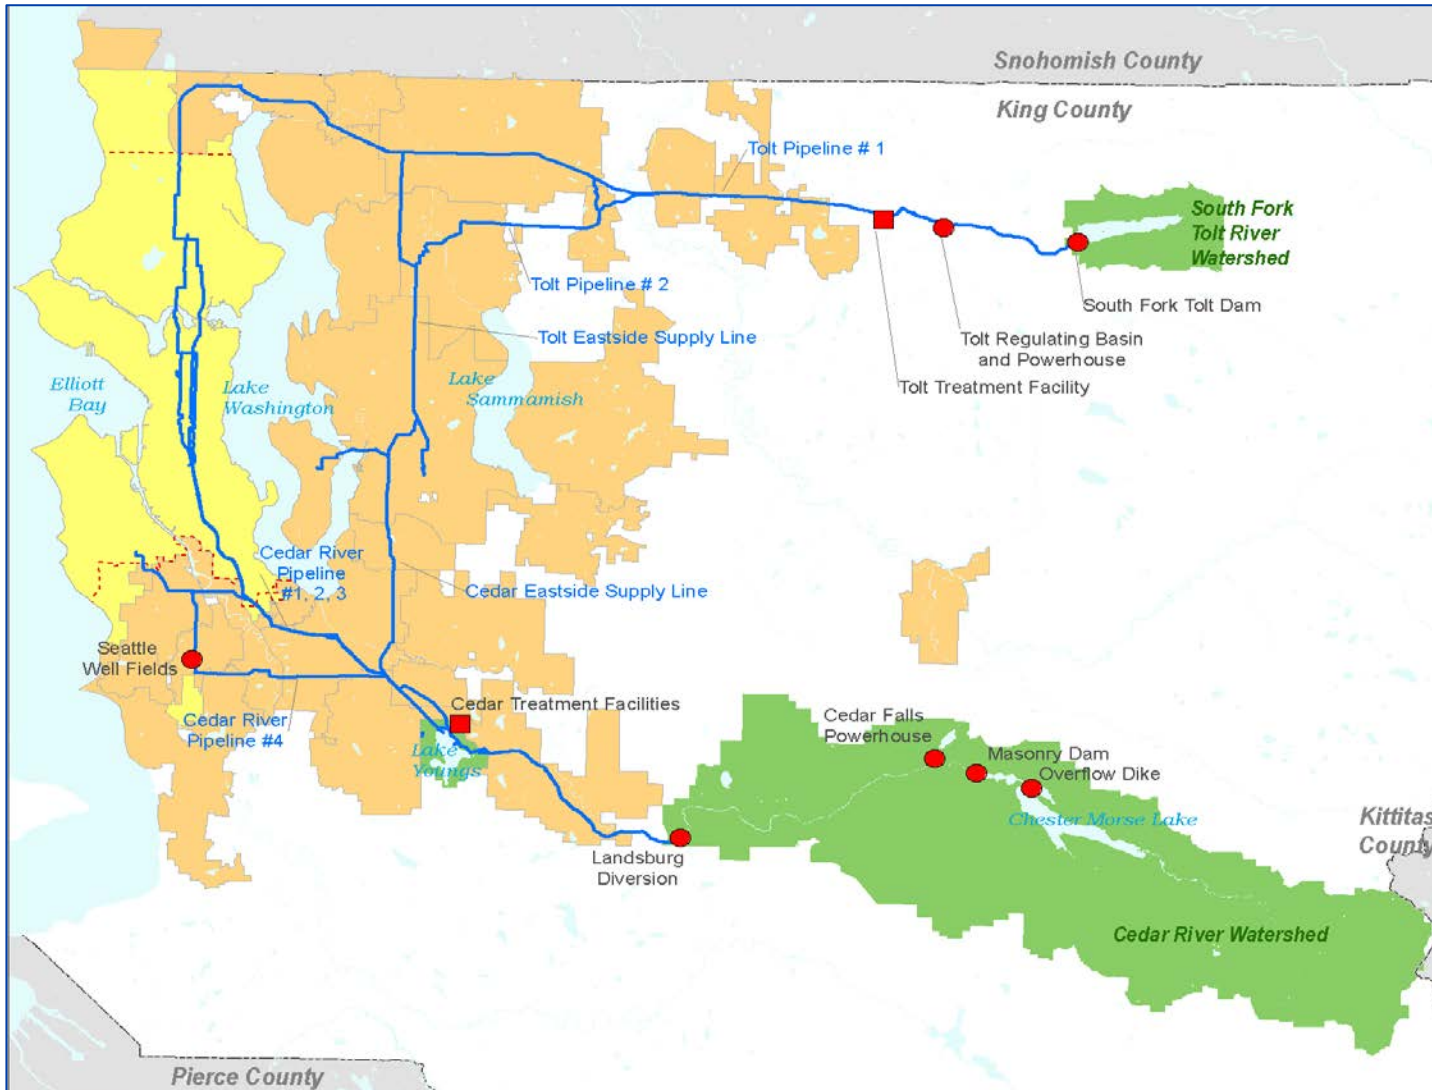 Snohomish County
King County
Tolt Pipeline # 1
South Fork
Tolt River
Watershed
Tolt Pipeline # 2
South Fork Tolt Dam
Tolt Eastside Supply Line
Tolt Regulating Basin
and Powerhouse
Tolt Treatment Facility
Elliott
Bay
Lake
Washington
Lake
Sammamish
Cedar River
Pipeline
#1, 2, 3
Cedar Eastside Supply Line
Seattle
Well Fields
Cedar River
Pipeline #4
Cedar Treatment Facilities
Lake
Youngs
Cedar Falls
Powerhouse
Masonry Dam
Overflow Dike
Chester Morse Lake
Kittitas
County
Landsburg
Diversion
Cedar River Watershed
Pierce County